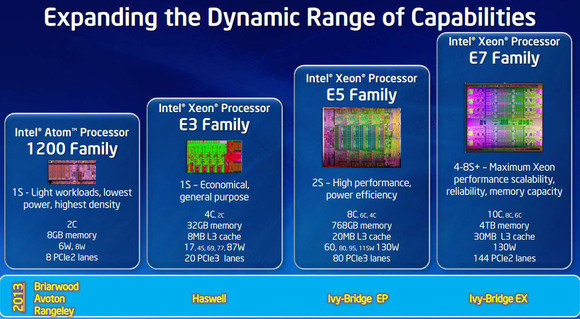 Expanding the Dynamic Range of Capabilities
Intel® Atom™ Processor
1200 Family
1S - Light workloads, lowest
power, highest density
2C
8GB memory
6W, 8W
8 PCIe2 lanes
Intel® Xeon® Processor
E3 Family
1S – Economical,
general purpose
4C, 2C
32GB memory
8MB L3 cache
17, 45, 69, 77, 87W
20 PCIe3 lanes
Intel® Xeon® Processor
E5 Family
2S – High performance,
power efficiency
8C, 6C, 4C
768GB memory
20MB L3 cache
60, 80, 95, 115W 130W
80 PCIe3 lanes
Intel® Xeon® Processor
E7 Family
4-8S+ – Maximum Xeon
performance scalability,
reliability, memory capacity
10C, 8C, 6C
4TB memory
30MB L3 cache
130W
144 PCIe2 lanes
2013
Briarwood
Avoton
Rangeley
Haswell
Ivy-Bridge EP
Ivy-Bridge EX